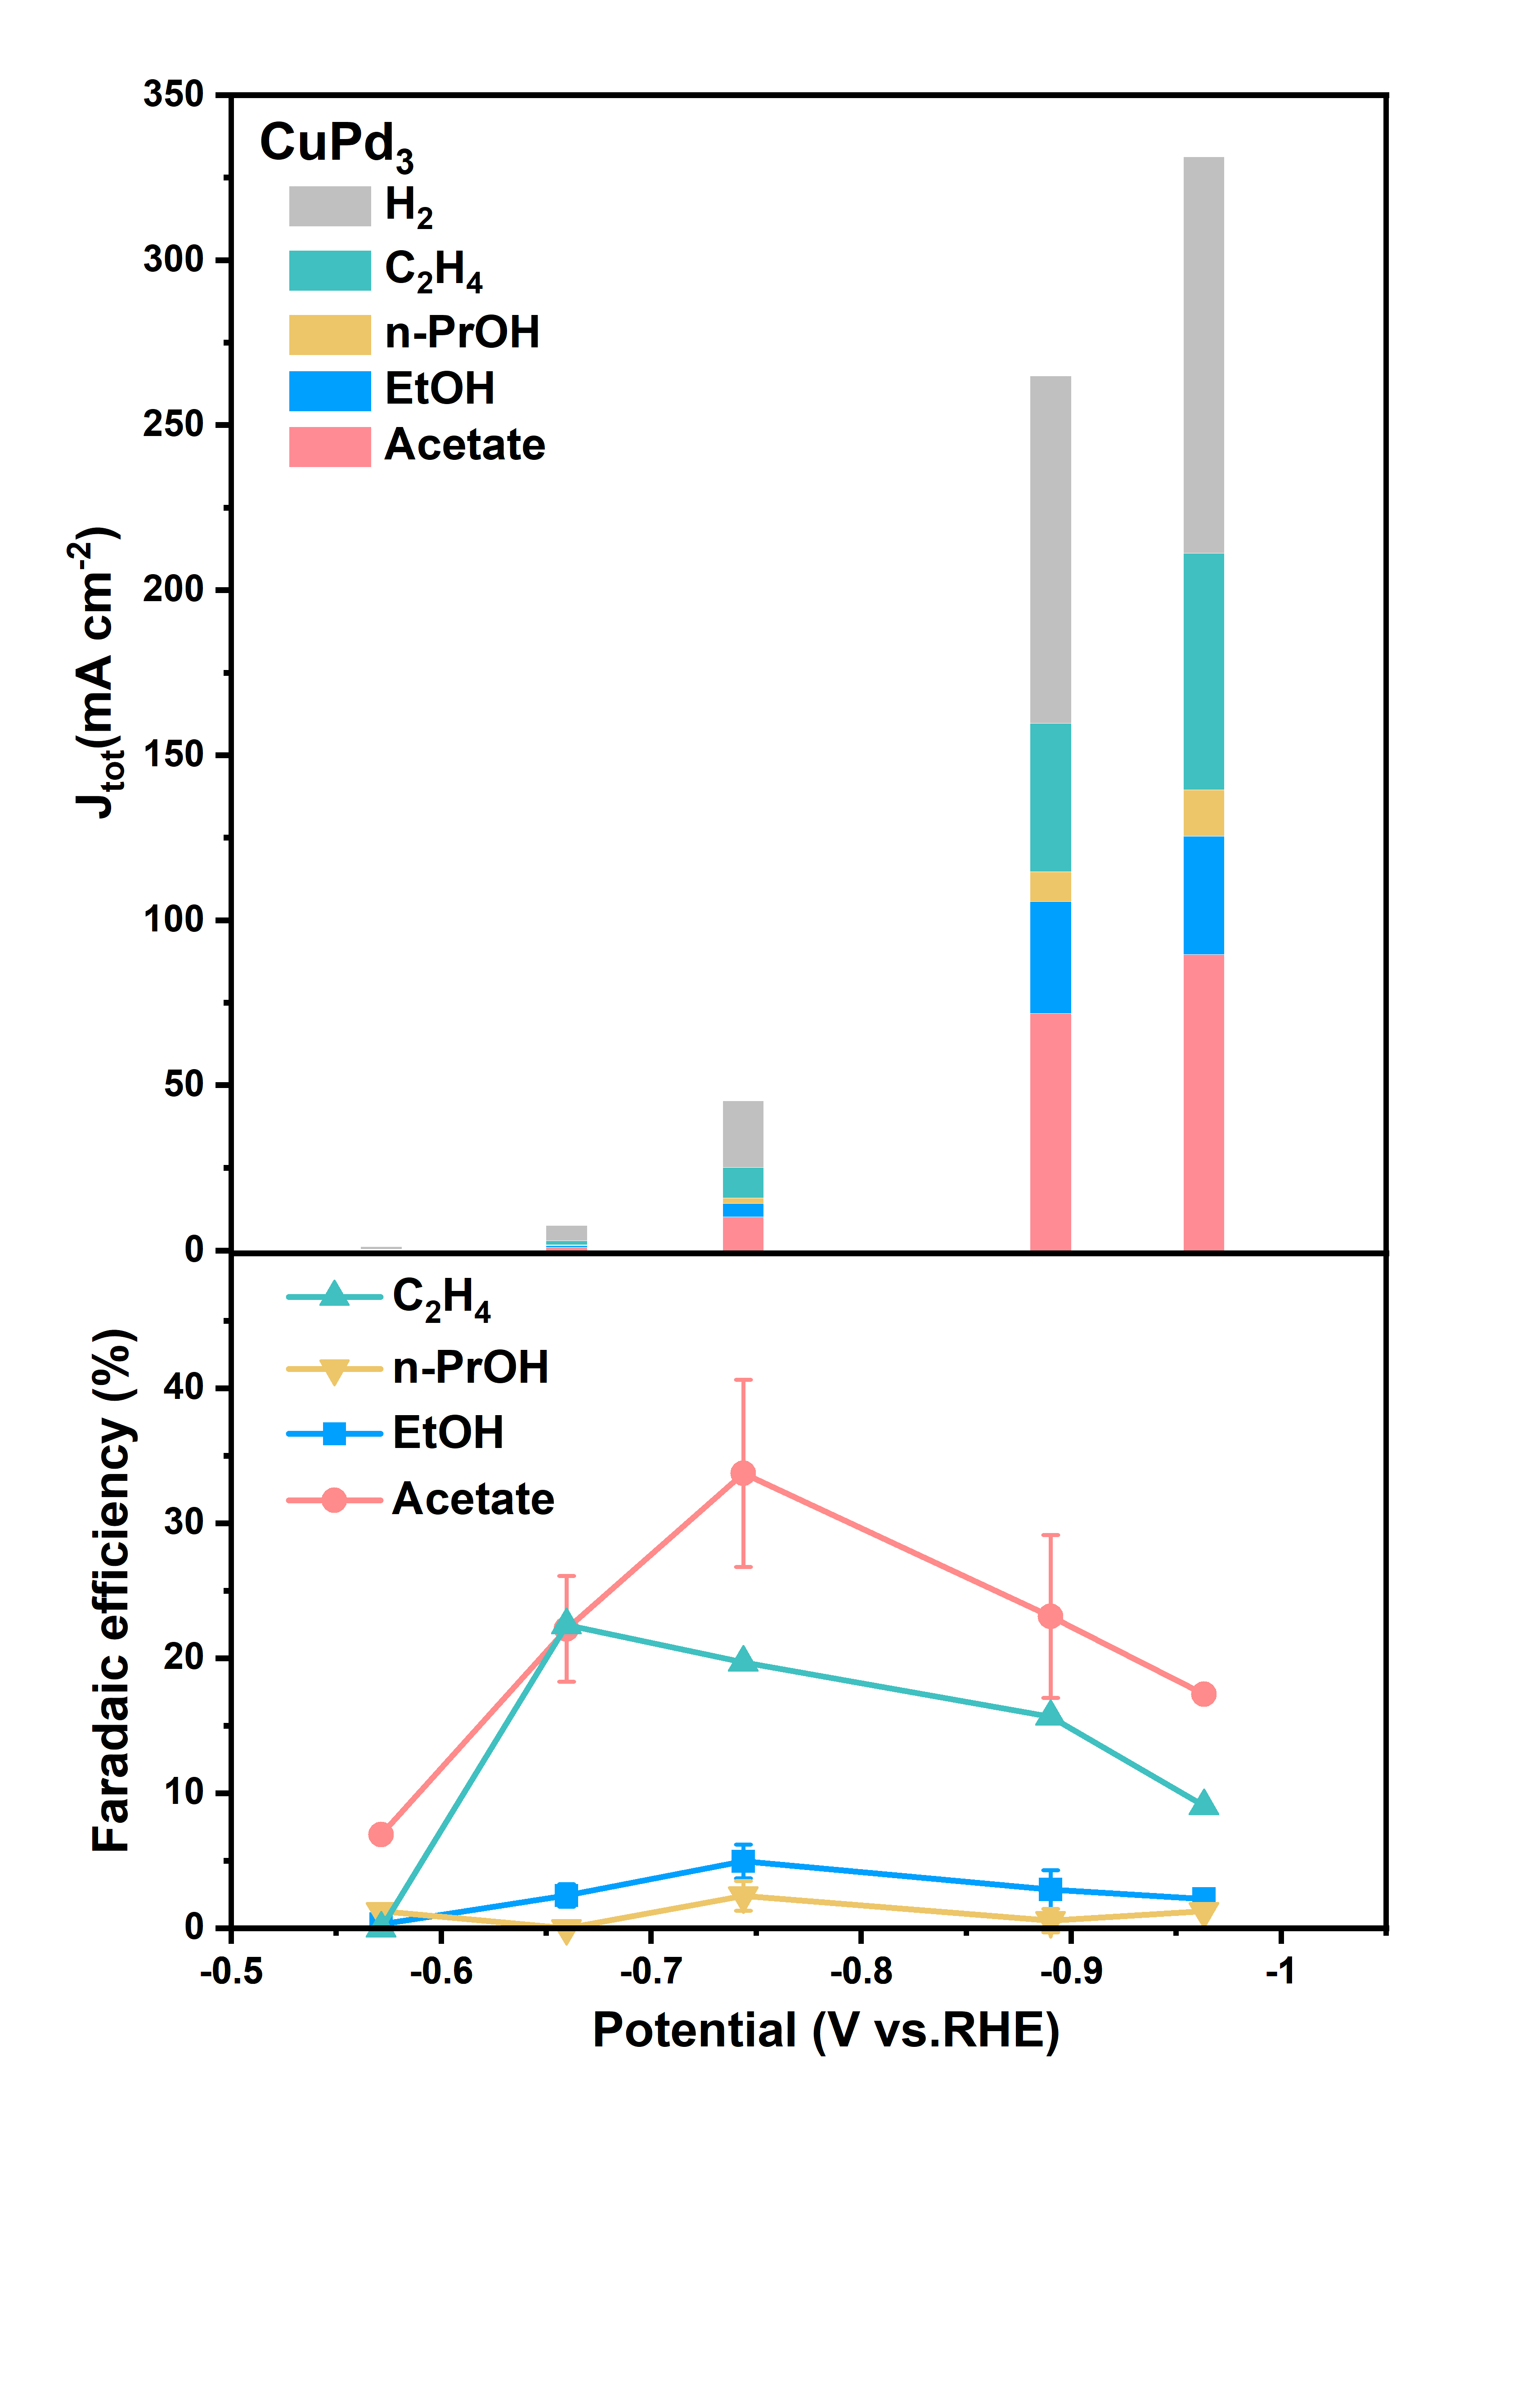 350
300
250
200
150
100
50
0
J_tot(mA cm^-2)
CuPd₃
H₂
C₂H₄
n-PrOH
EtOH
Acetate
C₂H₄
n-PrOH
EtOH
Acetate
40
30
20
10
0
Faradaic efficiency (%)
-0.5 -0.6 -0.7 -0.8 -0.9 -1
Potential (V vs.RHE)